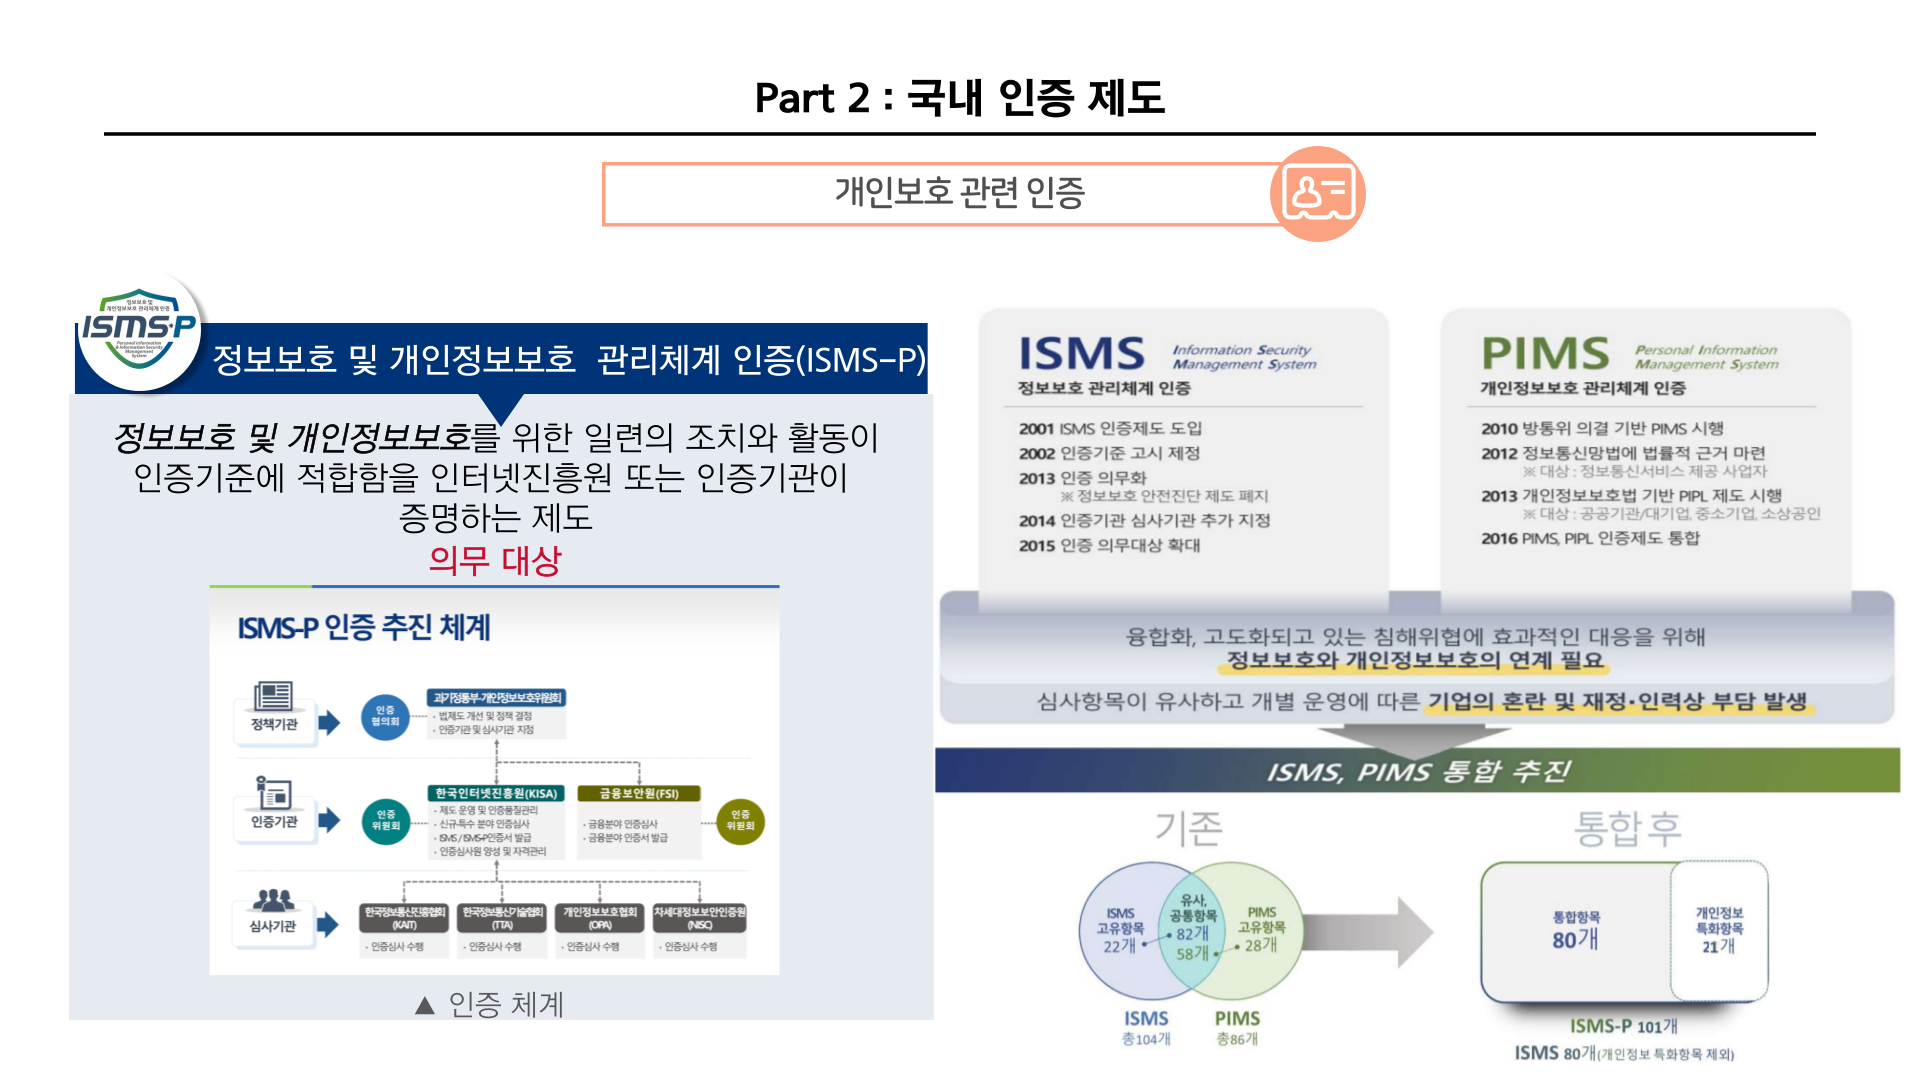 Part 2 : 국내 인증 제도
개인보호 관련 인증
정보보호 및
개인정보보호 관리체계 인증
ISMS-P
Personal information
& Information Security
Management
System
정보보호 및 개인정보보호 관리체계 인증(ISMS-P)
정보보호 및 개인정보보호를 위한 일련의 조치와 활동이
인증기준에 적합함을 인터넷진흥원 또는 인증기관이
증명하는 제도
의무 대상
ISMS-P 인증 추진 체계
정책기관
인증
협의회
과기정통부·개인정보보호위원회
· 법제도 개선 및 정책 결정
· 인증기관 및 심사기관 지정
인증기관
인증
위원회
한국인터넷진흥원(KISA)
· 제도 운영 및 인증품질관리
· 신규·특수 분야 인증심사
· ISMS / ISMS-P인증서 발급
· 인증심사원 양성 및 자격관리
금융보안원(FSI)
· 금융분야 인증심사
· 금융분야 인증서 발급
인증
위원회
심사기관
한국정보통신진흥협회
(KAIT)
· 인증심사 수행
한국정보통신기술협회
(TTA)
· 인증심사 수행
개인정보보호협회
(OPA)
· 인증심사 수행
차세대정보보안인증원
(NISC)
· 인증심사 수행
▲ 인증 체계
ISMS Information Security
Management System
정보보호 관리체계 인증
2001 ISMS 인증제도 도입
2002 인증기준 고시 제정
2013 인증 의무화
※ 정보보호 안전진단 제도 폐지
2014 인증기관 심사기관 추가 지정
2015 인증 의무대상 확대
PIMS Personal Information
Management System
개인정보보호 관리체계 인증
2010 방통위 의결 기반 PIMS 시행
2012 정보통신망법에 법률적 근거 마련
※ 대상 : 정보통신서비스 제공 사업자
2013 개인정보보호법 기반 PIPL 제도 시행
※ 대상 : 공공기관/대기업, 중소기업, 소상공인
2016 PIMS, PIPL 인증제도 통합
융합화, 고도화되고 있는 침해위협에 효과적인 대응을 위해
정보보호와 개인정보보호의 연계 필요
심사항목이 유사하고 개별 운영에 따른 기업의 혼란 및 재정·인력상 부담 발생
ISMS, PIMS 통합 추진
기존
ISMS
고유항목
22개
유사,
공통항목
82개
58개
PIMS
고유항목
28개
ISMS
총104개
PIMS
총86개
통합 후
통합항목
80개
개인정보
특화항목
21개
ISMS-P 101개
ISMS 80개(개인정보 특화항목 제외)